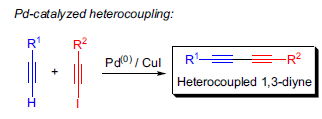 Pd-catalyzed heterocoupling:
R¹ R² 
+ Pd⁽⁰⁾ / CuI R¹ R²
H I
Heterocoupled 1,3-diyne